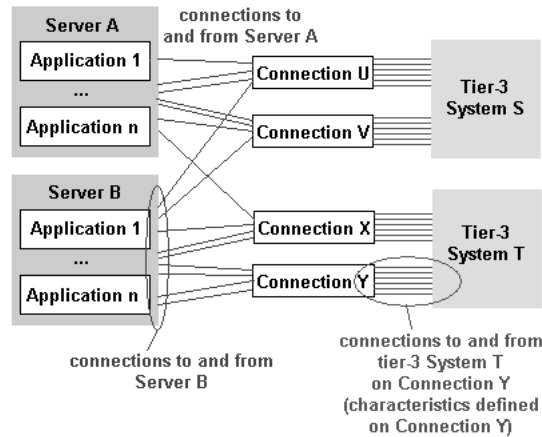 connections to
and from Server A
Server A
Application 1
...
Application n
Connection U
Connection V
Tier-3
System S
Server B
Application 1
...
Application n
Connection X
Connection Y
Tier-3
System T
connections to and from
Server B
connections to and from
tier-3 System T
on Connection Y
(characteristics defined
on Connection Y)